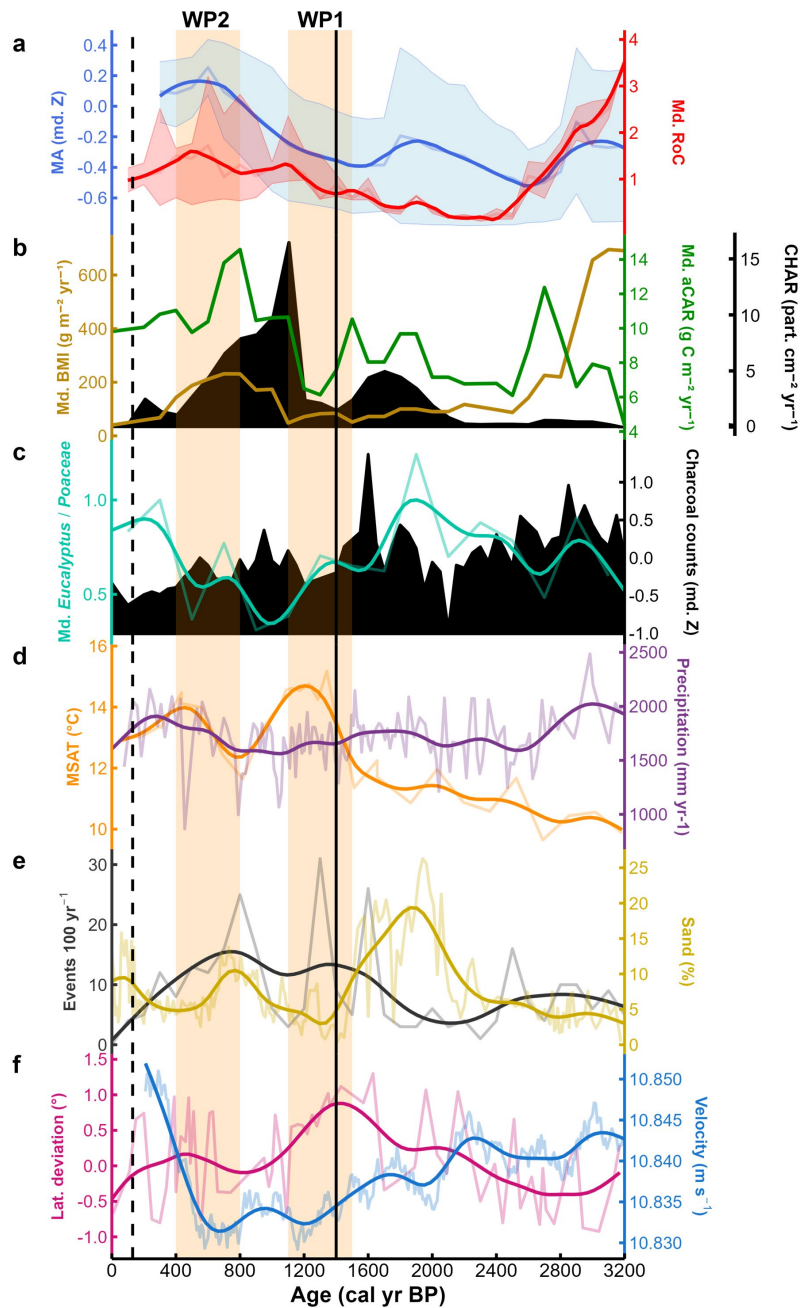 WP2 WP1
a
0.4
0.2
0.0
-0.2
-0.4
-0.6
MA (md. Z)
4
3
2
1
Md. RoC
b
600
400
200
0
Md. BMI (g m⁻² yr⁻¹)
14
12
10
8
6
4
Md. aCAR (g C m⁻² yr⁻¹)
15
10
5
0
CHAR (part. cm⁻² yr⁻¹)
c
1.0
0.5
Md. Eucalyptus / Poaceae
1.0
0.5
0.0
-0.5
-1.0
Charcoal counts (md. Z)
d
16
14
12
10
MSAT (°C)
2500
2000
1500
1000
Precipitation (mm yr-1)
e
30
20
10
0
Events 100 yr⁻¹
25
20
15
10
5
0
Sand (%)
f
1.5
1.0
0.5
0.0
-0.5
-1.0
Lat. deviation (°)
10.850
10.845
10.840
10.835
10.830
Velocity (m s⁻¹)
0 400 800 1200 1600 2000 2400 2800 3200
Age (cal yr BP)